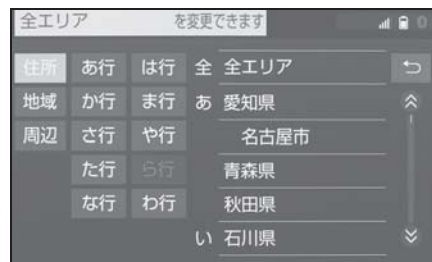 全エリア を変更できます 0
住所 あ行 は行 全 全エリア
地域 か行 ま行 あ 愛知県
周辺 さ行 や行 名古屋市
た行 ら行 青森県
な行 わ行 秋田県
い 石川県